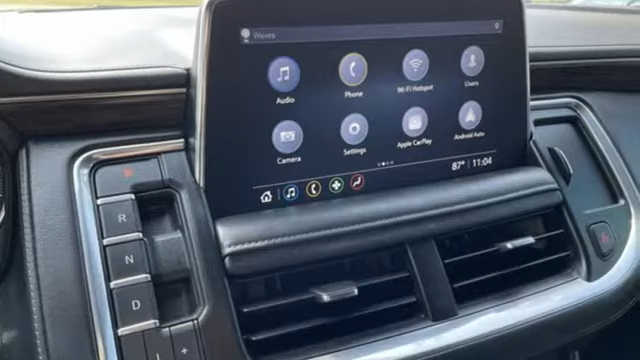 Waves
Audio
Phone
Wi-Fi Hotspot
Users
Camera
Settings
Apple CarPlay
Android Auto
87° 11:04
R
N
D
L +